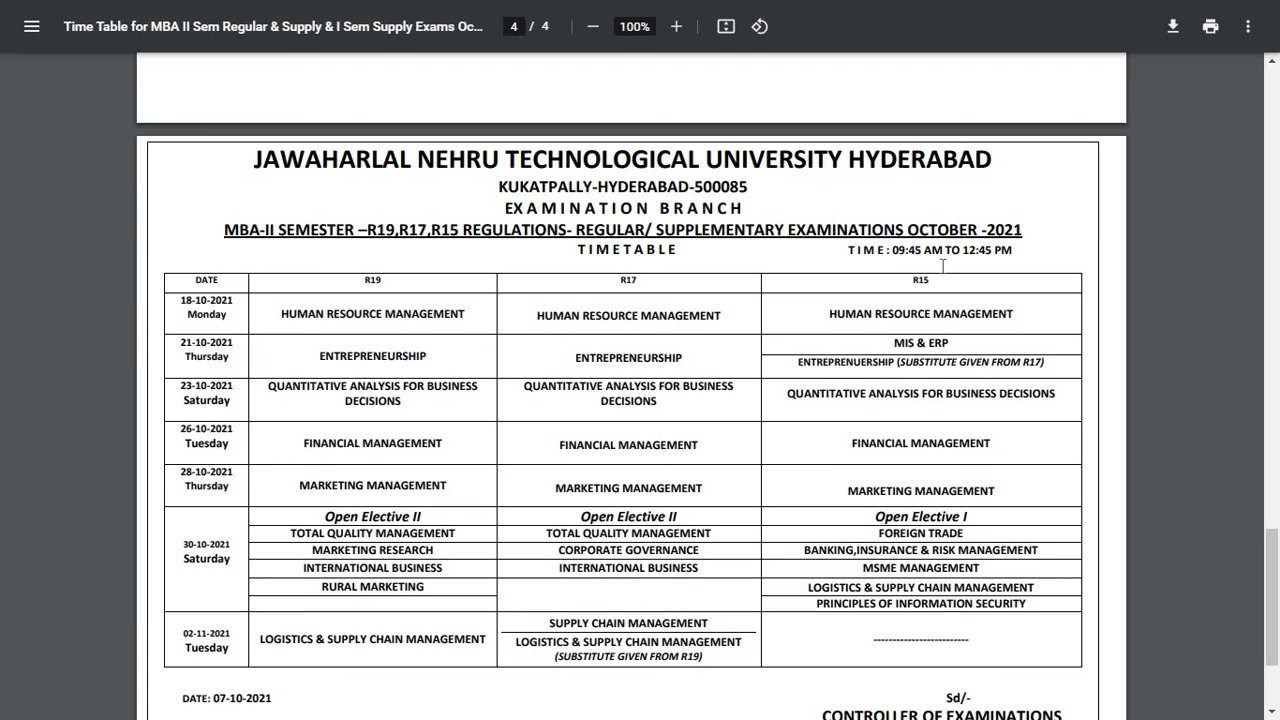 Time Table for MBA II Sem Regular & Supply & I Sem Supply Exams Oc...
4 / 4
100%
JAWAHARLAL NEHRU TECHNOLOGICAL UNIVERSITY HYDERABAD
KUKATPALLY-HYDERABAD-500085
EXAMINATION BRANCH
MBA-II SEMESTER –R19,R17,R15 REGULATIONS- REGULAR/ SUPPLEMENTARY EXAMINATIONS OCTOBER -2021
TIMETABLE
TIME: 09:45 AM TO 12:45 PM
DATE R19 R17 R15
18-10-2021
Monday
HUMAN RESOURCE MANAGEMENT
HUMAN RESOURCE MANAGEMENT
HUMAN RESOURCE MANAGEMENT
21-10-2021
Thursday
ENTREPRENEURSHIP
ENTREPRENEURSHIP
MIS & ERP
ENTREPRENUERSHIP (SUBSTITUTE GIVEN FROM R17)
23-10-2021
Saturday
QUANTITATIVE ANALYSIS FOR BUSINESS
DECISIONS
QUANTITATIVE ANALYSIS FOR BUSINESS
DECISIONS
QUANTITATIVE ANALYSIS FOR BUSINESS DECISIONS
26-10-2021
Tuesday
FINANCIAL MANAGEMENT
FINANCIAL MANAGEMENT
FINANCIAL MANAGEMENT
28-10-2021
Thursday
MARKETING MANAGEMENT
MARKETING MANAGEMENT
MARKETING MANAGEMENT
30-10-2021
Saturday
Open Elective II
TOTAL QUALITY MANAGEMENT
MARKETING RESEARCH
INTERNATIONAL BUSINESS
RURAL MARKETING
Open Elective II
TOTAL QUALITY MANAGEMENT
CORPORATE GOVERNANCE
INTERNATIONAL BUSINESS
Open Elective I
FOREIGN TRADE
BANKING,INSURANCE & RISK MANAGEMENT
MSME MANAGEMENT
LOGISTICS & SUPPLY CHAIN MANAGEMENT
PRINCIPLES OF INFORMATION SECURITY
02-11-2021
Tuesday
LOGISTICS & SUPPLY CHAIN MANAGEMENT
SUPPLY CHAIN MANAGEMENT
LOGISTICS & SUPPLY CHAIN MANAGEMENT
(SUBSTITUTE GIVEN FROM R19)
-------------------------
DATE: 07-10-2021
Sd/-
CONTROLLER OF EXAMINATIONS